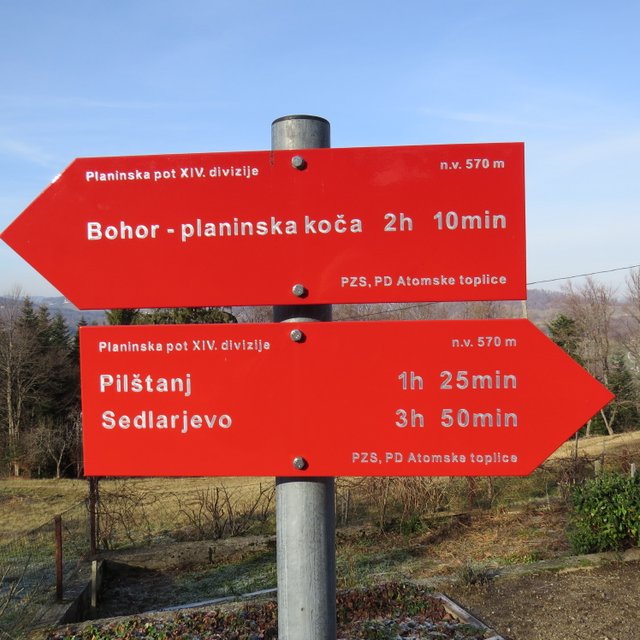 Planinska pot XIV. divizije n.v. 570 m
Bohor - planinska koča 2h 10min
PZS, PD Atomske toplice
Planinska pot XIV. divizije n.v. 570 m
Pilštanj 1h 25min
Sedlarjevo 3h 50min
PZS, PD Atomske toplice